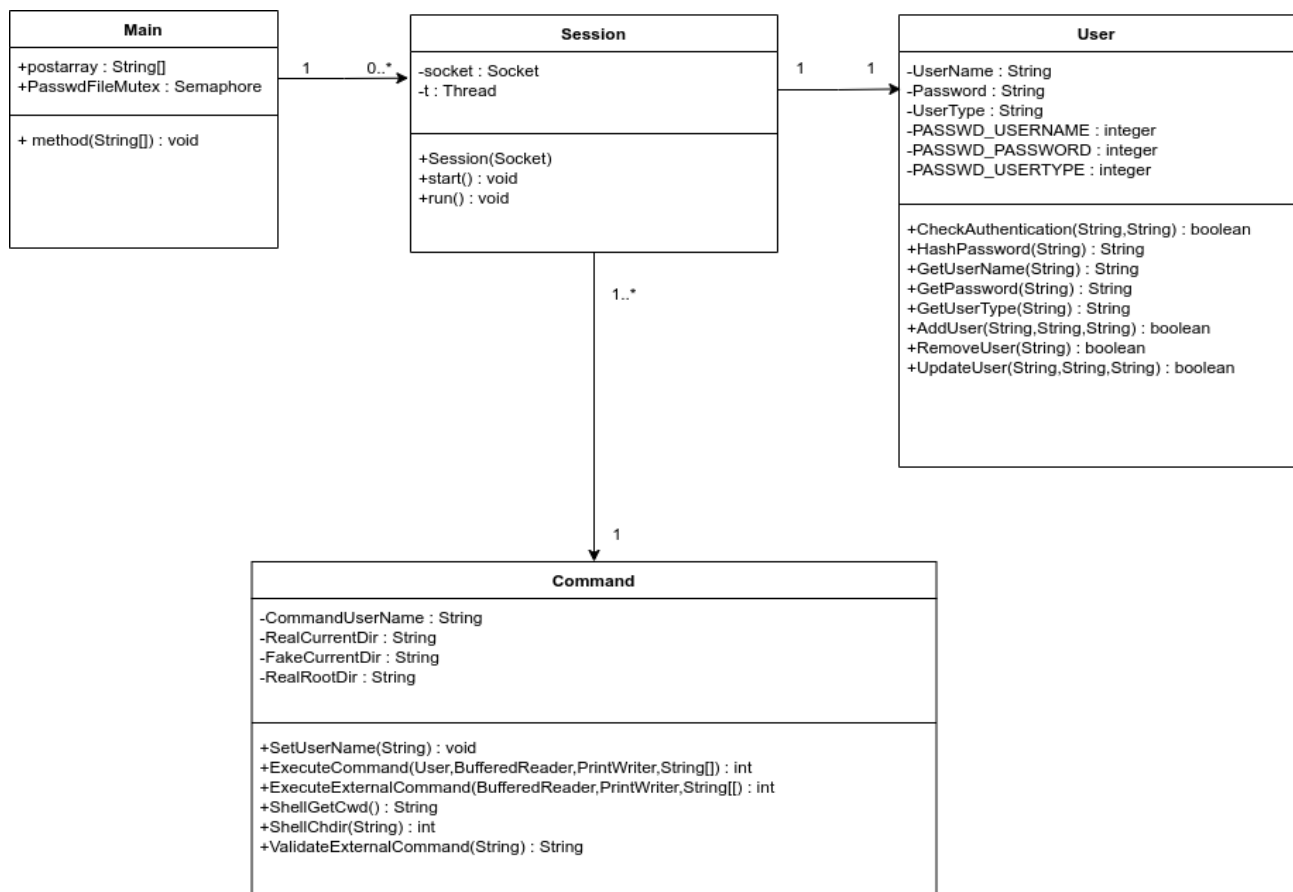 Main
+postarray : String[]
+PasswdFileMutex : Semaphore
+ method(String[]) : void
1
0..*
Session
-socket : Socket
-t : Thread
+Session(Socket)
+start() : void
+run() : void
1
1
User
-UserName : String
-Password : String
-UserType : String
-PASSWD_USERNAME : integer
-PASSWD_PASSWORD : integer
-PASSWD_USERTYPE : integer
+CheckAuthentication(String,String) : boolean
+HashPassword(String) : String
+GetUserName(String) : String
+GetPassword(String) : String
+GetUserType(String) : String
+AddUser(String,String,String) : boolean
+RemoveUser(String) : boolean
+UpdateUser(String,String,String) : boolean
1..*
1
Command
-CommandUserName : String
-RealCurrentDir : String
-FakeCurrentDir : String
-RealRootDir : String
+SetUserName(String) : void
+ExecuteCommand(User,BufferedReader,PrintWriter,String[]) : int
+ExecuteExternalCommand(BufferedReader,PrintWriter,String[[) : int
+ShellGetCwd() : String
+ShellChdir(String) : int
+ValidateExternalCommand(String) : String